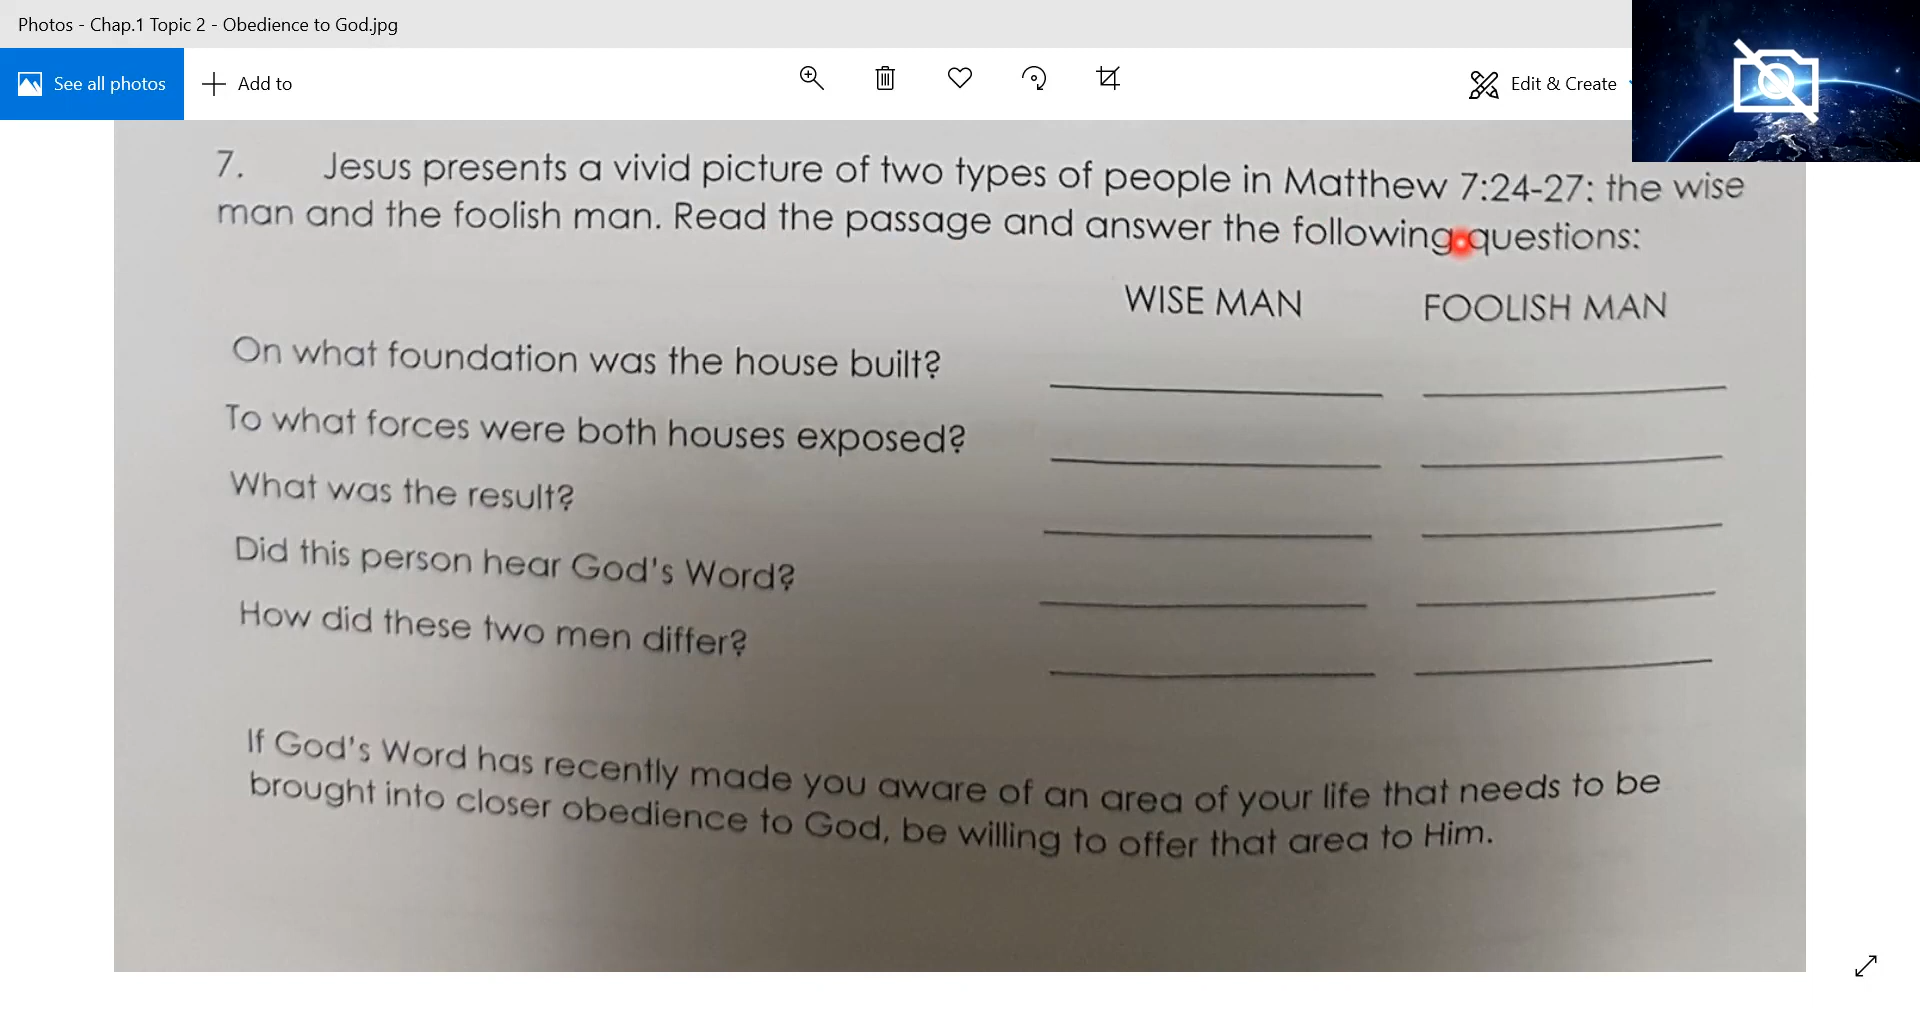 Photos - Chap.1 Topic 2 - Obedience to God.jpg
See all photos
Add to
Edit & Create
7. Jesus presents a vivid picture of two types of people in Matthew 7:24-27: the wise
man and the foolish man. Read the passage and answer the following questions:
WISE MAN FOOLISH MAN
On what foundation was the house built?
To what forces were both houses exposed?
What was the result?
Did this person hear God's Word?
How did these two men differ?
If God's Word has recently made you aware of an area of your life that needs to be
brought into closer obedience to God, be willing to offer that area to Him.